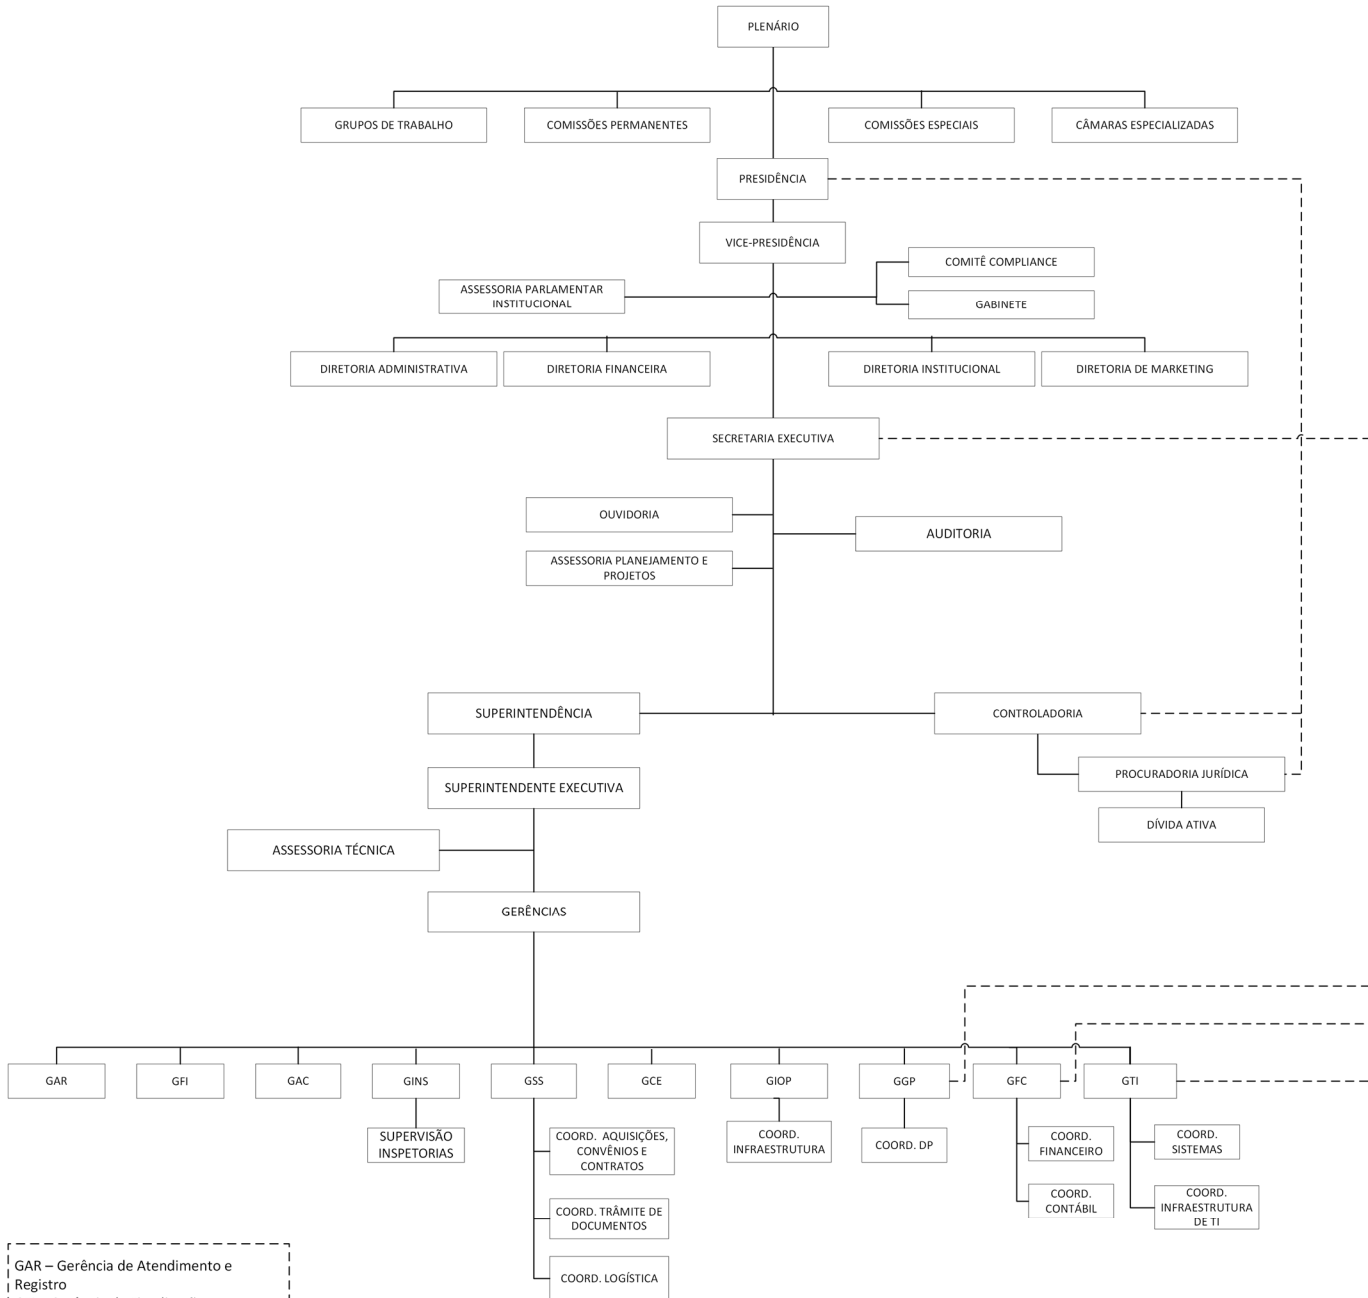 PLENÁRIO
GRUPOS DE TRABALHO
COMISSÕES PERMANENTES
COMISSÕES ESPECIAIS
CÂMARAS ESPECIALIZADAS
PRESIDÊNCIA
VICE-PRESIDÊNCIA
COMITÊ COMPLIANCE
ASSESSORIA PARLAMENTAR
INSTITUCIONAL
GABINETE
DIRETORIA ADMINISTRATIVA
DIRETORIA FINANCEIRA
DIRETORIA INSTITUCIONAL
DIRETORIA DE MARKETING
SECRETARIA EXECUTIVA
OUVIDORIA
AUDITORIA
ASSESSORIA PLANEJAMENTO E
PROJETOS
SUPERINTENDÊNCIA
CONTROLADORIA
PROCURADORIA JURÍDICA
SUPERINTENDENTE EXECUTIVA
DÍVIDA ATIVA
ASSESSORIA TÉCNICA
GERÊNCIAS
GAR
GFI
GAC
GINS
GSS
GCE
GIOP
GGP
GFC
GTI
SUPERVISÃO
INSPETORIAS
COORD. AQUISIÇÕES,
CONVÊNIOS E
CONTRATOS
COORD.
INFRAESTRUTURA
COORD. DP
COORD.
FINANCEIRO
COORD.
SISTEMAS
COORD. TRÂMITE DE
DOCUMENTOS
COORD.
CONTÁBIL
COORD.
INFRAESTRUTURA
DE TI
COORD. LOGÍSTICA
GAR – Gerência de Atendimento e
Registro